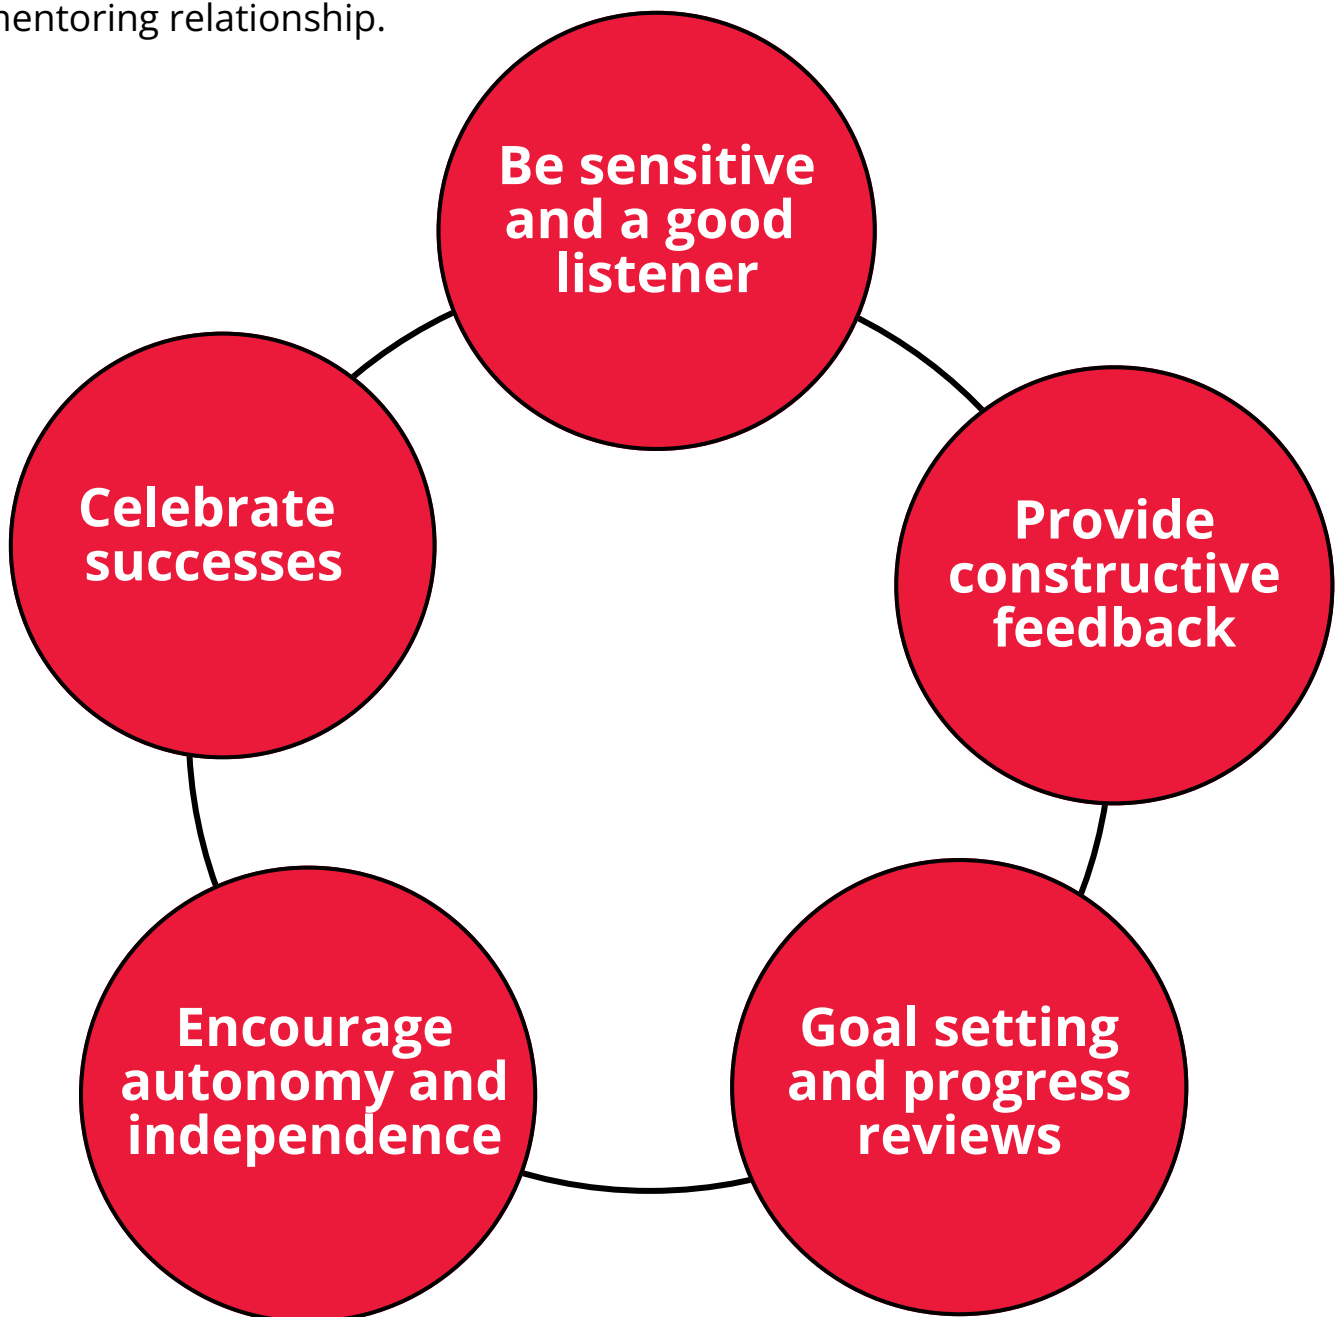 relationship.
Be sensitive
and a good
listener
Provide
constructive
feedback
Goal setting
and progress
reviews
Encourage
autonomy and
independence
Celebrate
successes